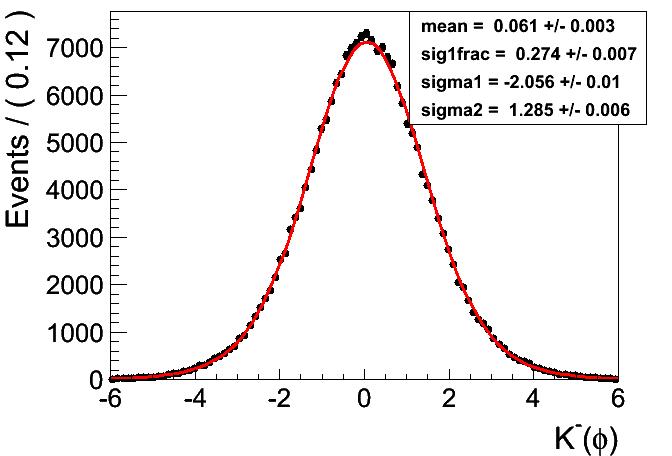 Events / ( 0.12 )
7000
6000
5000
4000
3000
2000
1000
0
mean = 0.061 +/- 0.003
sig1frac = 0.274 +/- 0.007
sigma1 = -2.056 +/- 0.01
sigma2 = 1.285 +/- 0.006
-6 -4 -2 0 2 4 6
K⁻(ϕ)